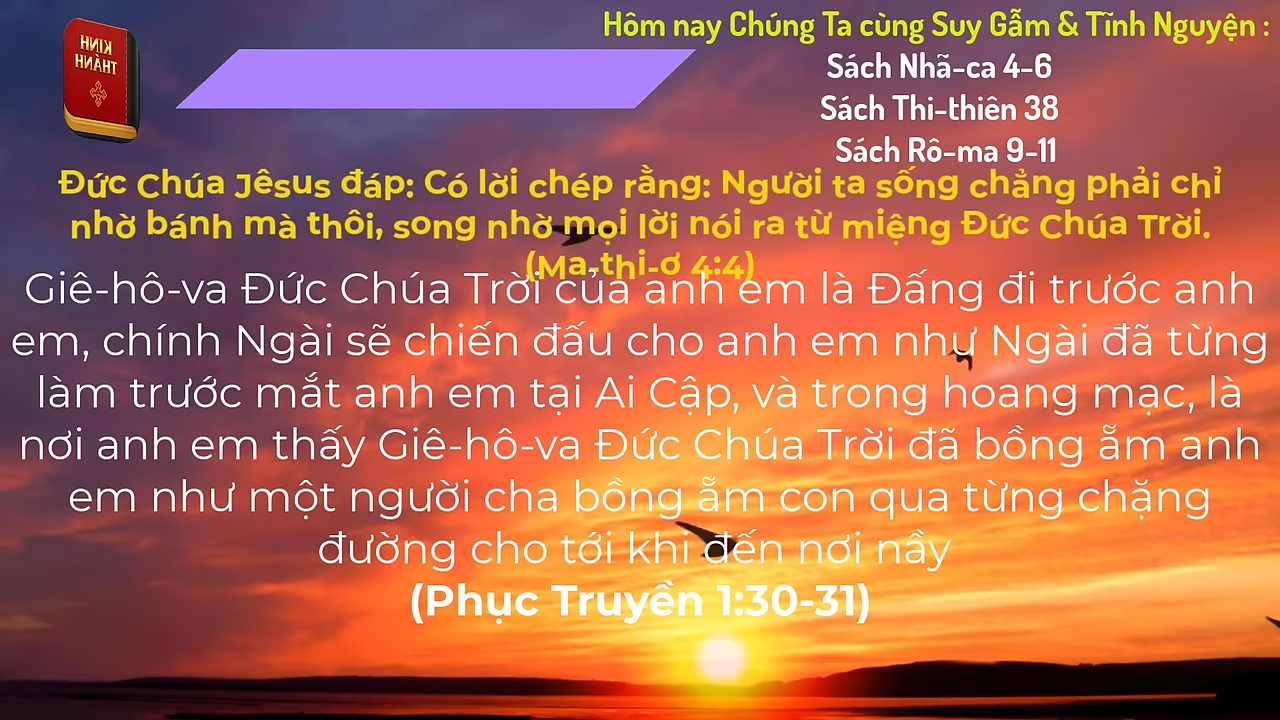 KINH
THÁNH
Hôm nay Chúng Ta cùng Suy Gẫm & Tĩnh Nguyện :
Sách Nhã-ca 4-6
Sách Thi-thiên 38
Sách Rô-ma 9-11
Đức Chúa Jêsus đáp: Có lời chép rằng: Người ta sống chẳng phải chỉ
nhờ bánh mà thôi, song nhờ mọi lời nói ra từ miệng Đức Chúa Trời.
(Ma-thi-ơ 4:4)
Giê-hô-va Đức Chúa Trời của anh em là Đấng đi trước anh
em, chính Ngài sẽ chiến đấu cho anh em như Ngài đã từng
làm trước mắt anh em tại Ai Cập, và trong hoang mạc, là
nơi anh em thấy Giê-hô-va Đức Chúa Trời đã bồng ẵm anh
em như một người cha bồng ẵm con qua từng chặng
đường cho tới khi đến nơi nầy
(Phục Truyền 1:30-31)